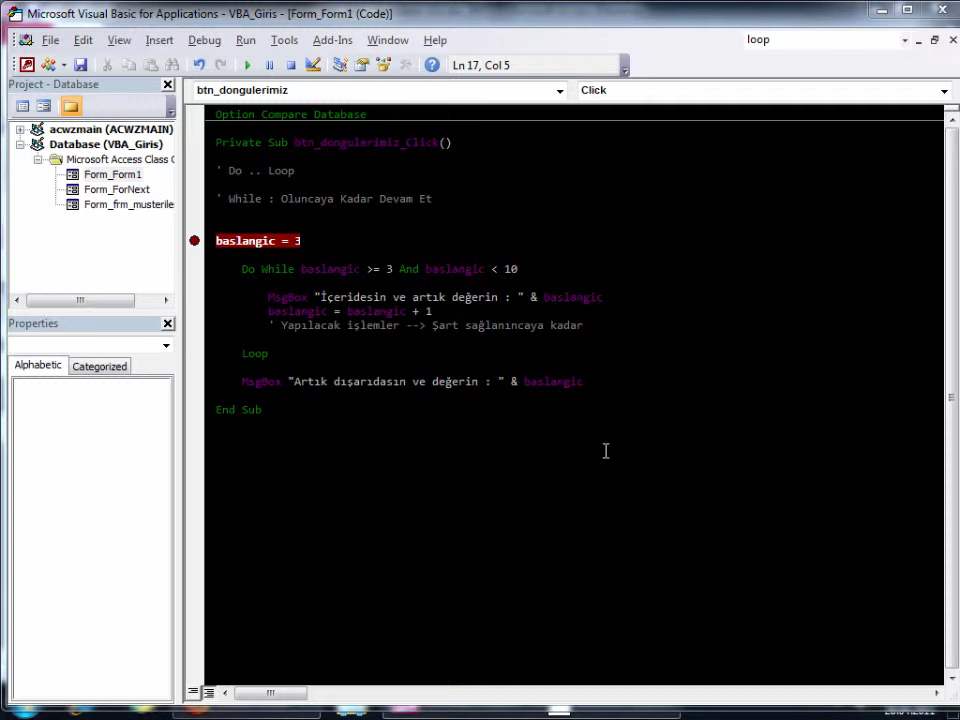 Microsoft Visual Basic for Applications - VBA_Giris - [Form_Form1 (Code)]
File Edit View Insert Debug Run Tools Add-Ins Window Help loop
Ln 17, Col 5
Project - Database
btn_dongulerimiz Click
acwzmain (ACWZMAIN)
Database (VBA_Giris)
Microsoft Access Class C
Form_Form1
Form_ForNext
Form_frm_musterile
Properties
Alphabetic Categorized
Option Compare Database
Private Sub btn_dongulerimiz_Click()
' Do .. Loop
' While : Oluncaya Kadar Devam Et
baslangic = 3
Do While baslangic >= 3 And baslangic < 10
MsgBox "İçeridesin ve artık değerin : " & baslangic
baslangic = baslangic + 1
' Yapılacak işlemler --> Şart sağlanıncaya kadar
Loop
MsgBox "Artık dışarıdasın ve değerin : " & baslangic
End Sub